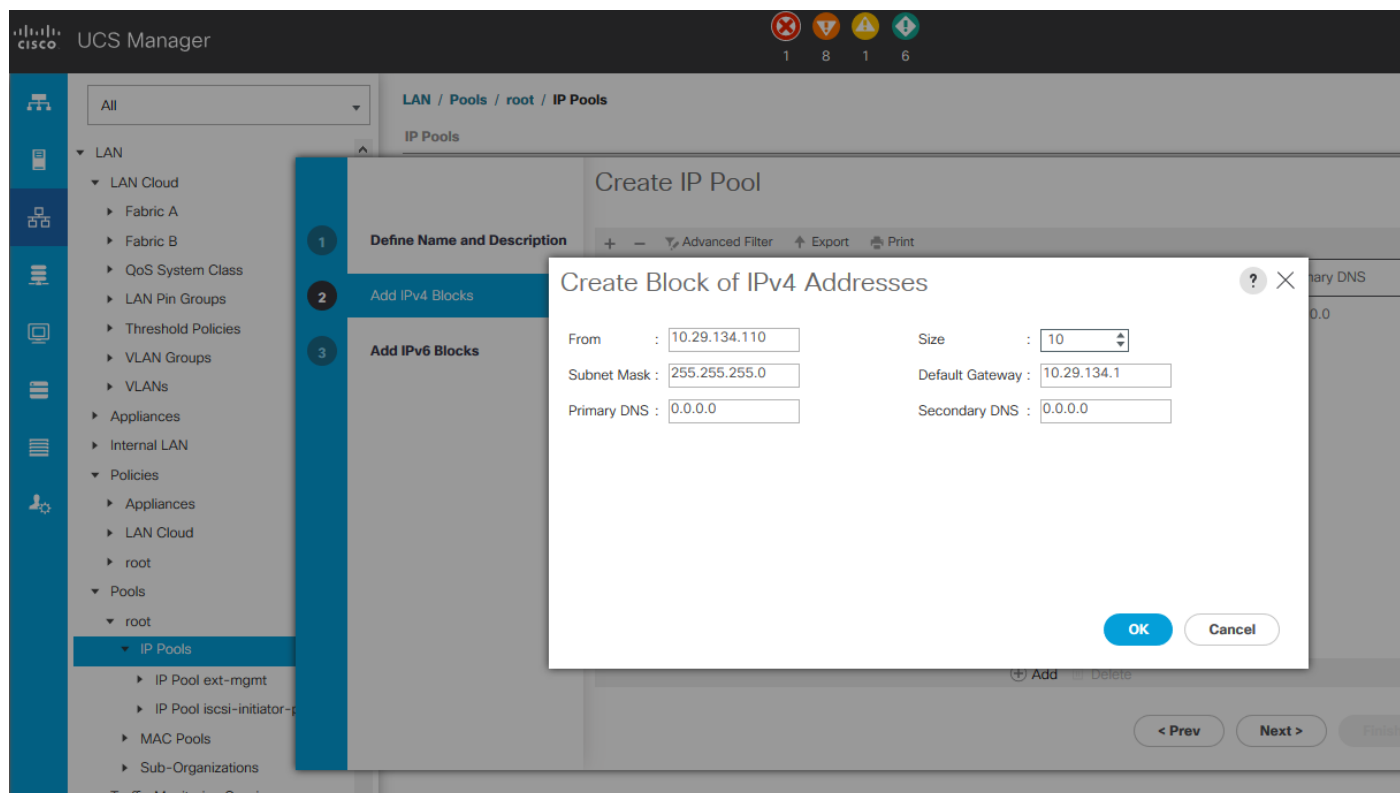 cisco
UCS Manager
1 8 1 6
All
LAN / Pools / root / IP Pools
IP Pools
LAN
LAN Cloud
Fabric A
Fabric B
QoS System Class
LAN Pin Groups
Threshold Policies
VLAN Groups
VLANs
Appliances
Internal LAN
Policies
Appliances
LAN Cloud
root
Pools
root
IP Pools
IP Pool ext-mgmt
IP Pool iscsi-initiator-p
MAC Pools
Sub-Organizations
Create IP Pool
1 Define Name and Description
2 Add IPv4 Blocks
3 Add IPv6 Blocks
+ − Advanced Filter Export Print
DNS
0.0
Create Block of IPv4 Addresses
? ×
From : 10.29.134.110 Size : 10
Subnet Mask : 255.255.255.0 Default Gateway : 10.29.134.1
Primary DNS : 0.0.0.0 Secondary DNS : 0.0.0.0
OK Cancel
Add Delete
< Prev Next > Finish